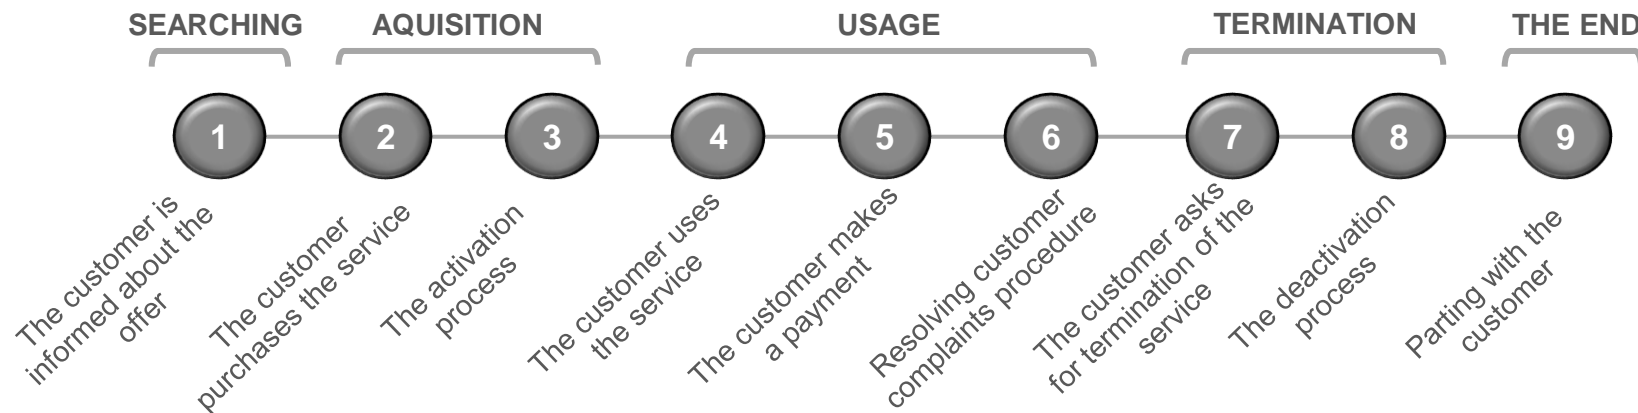 SEARCHING
AQUISITION
USAGE
TERMINATION
THE END
1
2
3
4
5
6
7
8
9
The customer is
informed about the
offer
The customer
purchases the service
The activation
process
The customer uses
the service
The customer makes
a payment
Resolving customer
complaints procedure
The customer asks
for termination of the
service
The deactivation
process
Parting with the
customer